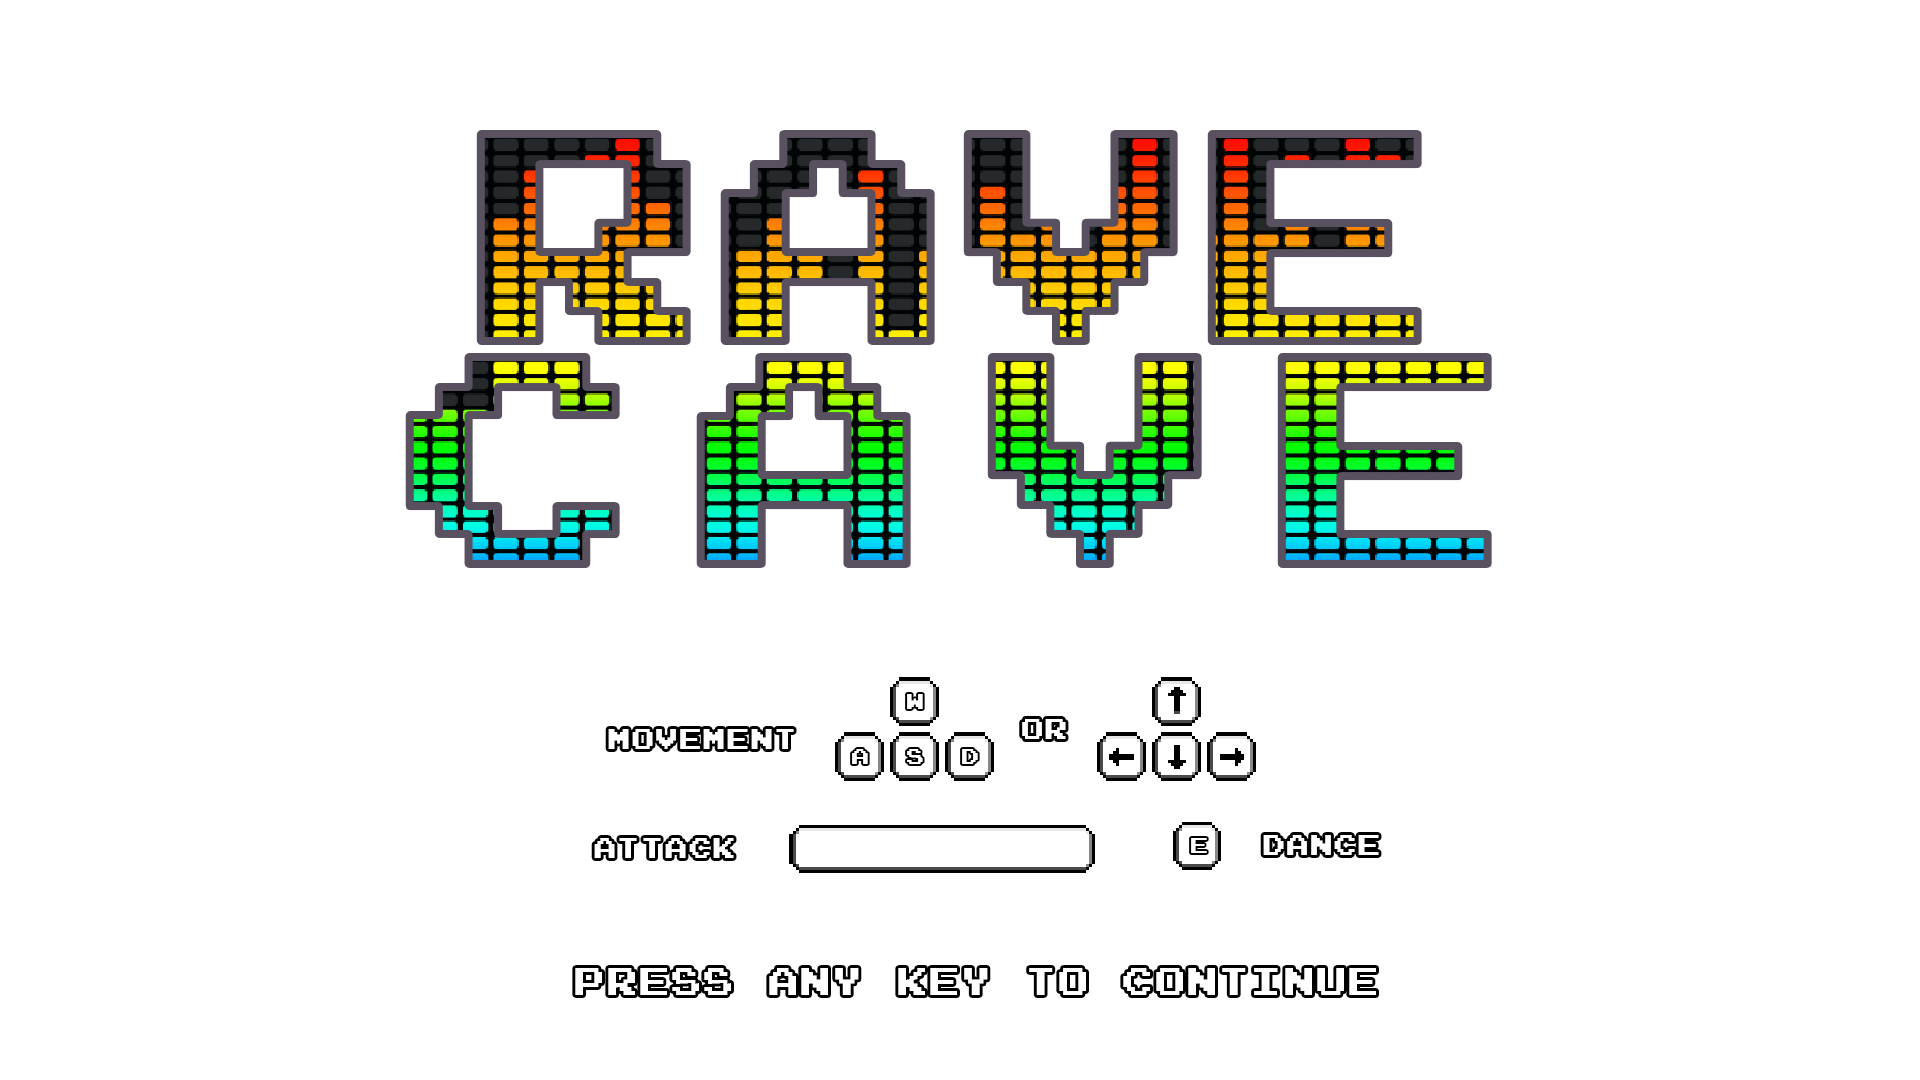 RAVE
CAVE
W
MOVEMENT A S D OR ↑ ← ↓ →
ATTACK E DANCE
PRESS ANY KEY TO CONTINUE